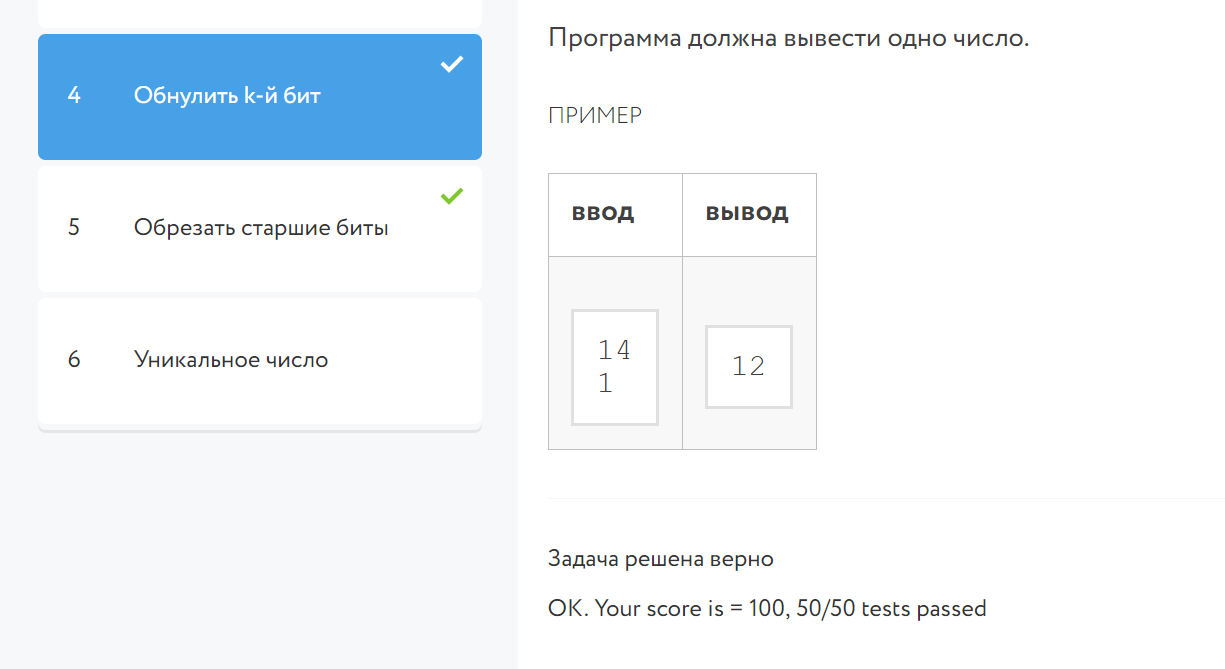 4 Обнулить k-й бит
5 Обрезать старшие биты
6 Уникальное число
Программа должна вывести одно число.
ПРИМЕР
ВВОД ВЫВОД
14
1
12
Задача решена верно
OK. Your score is = 100, 50/50 tests passed